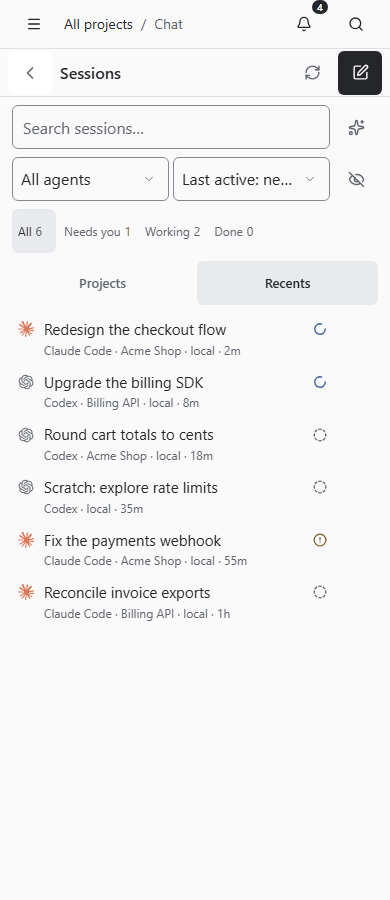 All projects / Chat
4
Sessions
Search sessions...
All agents
Last active: ne...
All 6
Needs you 1
Working 2
Done 0
Projects
Recents
Redesign the checkout flow
Claude Code · Acme Shop · local · 2m
Upgrade the billing SDK
Codex · Billing API · local · 8m
Round cart totals to cents
Codex · Acme Shop · local · 18m
Scratch: explore rate limits
Codex · local · 35m
Fix the payments webhook
Claude Code · Acme Shop · local · 55m
Reconcile invoice exports
Claude Code · Billing API · local · 1h